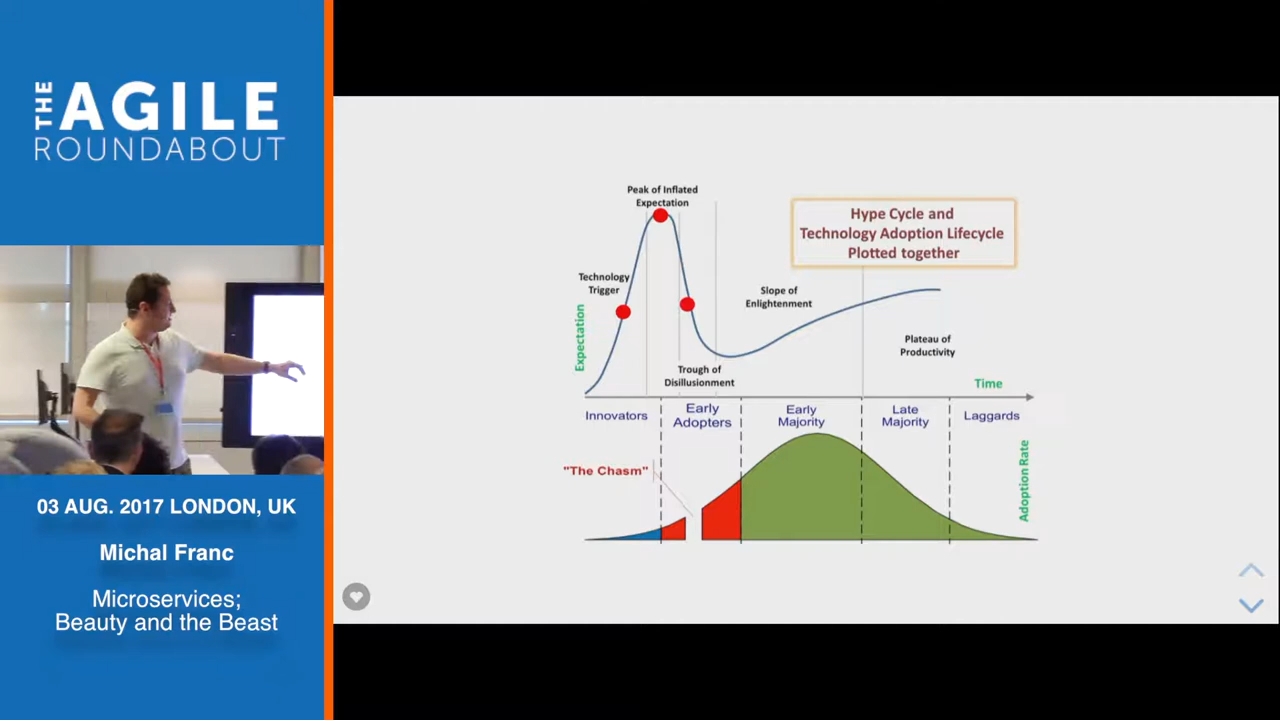 THE AGILE
ROUNDABOUT
03 AUG. 2017 LONDON, UK
Michal Franc
Microservices;
Beauty and the Beast
Peak of Inflated
Expectation
Hype Cycle and
Technology Adoption Lifecycle
Plotted together
Technology
Trigger
Slope of
Enlightenment
Expectation
Plateau of
Productivity
Trough of
Disillusionment
Time
Innovators
Early
Adopters
Early
Majority
Late
Majority
Laggards
"The Chasm"
Adoption Rate